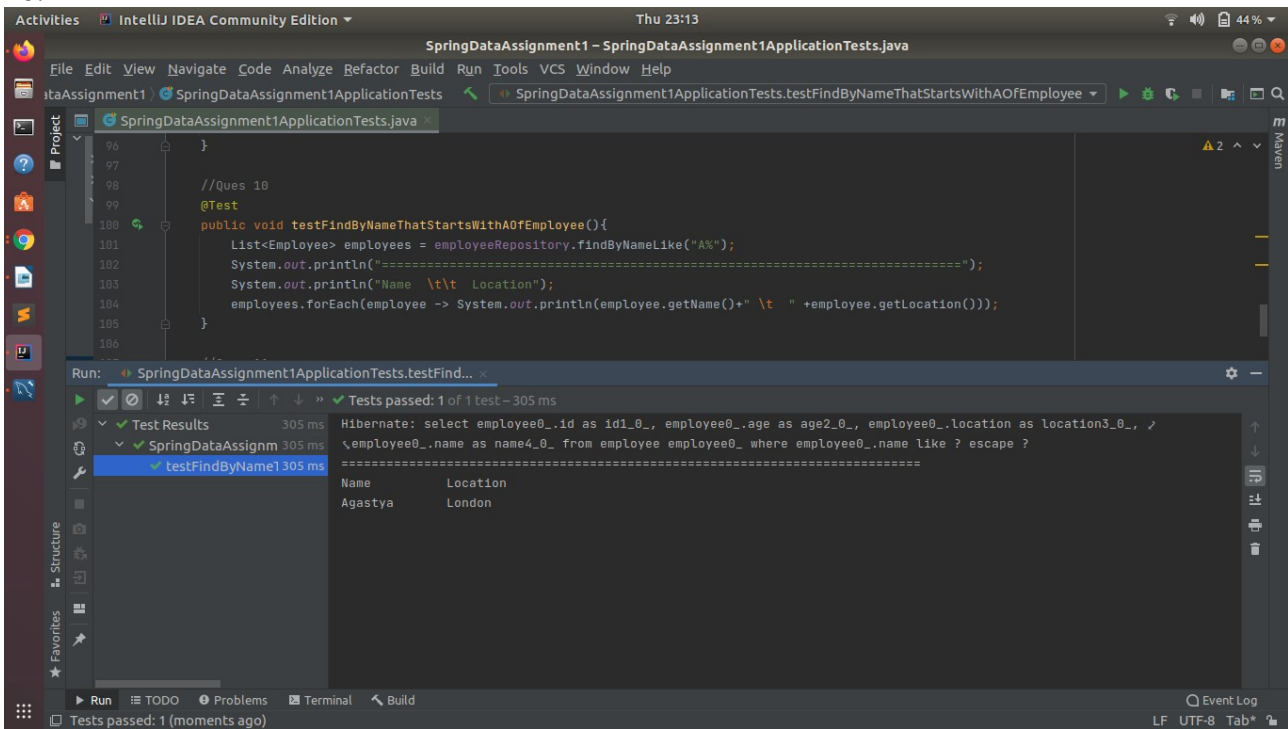 Activities IntelliJ IDEA Community Edition Thu 23:13 44 %
SpringDataAssignment1 – SpringDataAssignment1ApplicationTests.java
File Edit View Navigate Code Analyze Refactor Build Run Tools VCS Window Help
ataAssignment1 SpringDataAssignment1ApplicationTests SpringDataAssignment1ApplicationTests.testFindByNameThatStartsWithAOfEmployee
Project
SpringDataAssignment1ApplicationTests.java
m Maven
96 }
2
97
98 //Ques 10
99 @Test
100 public void testFindByNameThatStartsWithAOfEmployee(){
101 List<Employee> employees = employeeRepository.findByNameLike("A%");
102 System.out.println("==============================================================================");
103 System.out.println("Name \t\t Location");
104 employees.forEach(employee -> System.out.println(employee.getName()+" \t " +employee.getLocation()));
105 }
106
Run: SpringDataAssignment1ApplicationTests.testFind...
Tests passed: 1 of 1 test – 305 ms
Test Results 305 ms
SpringDataAssignm 305 ms
testFindByNameT 305 ms
Hibernate: select employee0_.id as id1_0_, employee0_.age as age2_0_, employee0_.location as location3_0_,
employee0_.name as name4_0_ from employee employee0_ where employee0_.name like ? escape ?
==============================================================================
Name Location
Agastya London
Structure
Favorites
Run TODO Problems Terminal Build Event Log
Tests passed: 1 (moments ago) LF UTF-8 Tab*